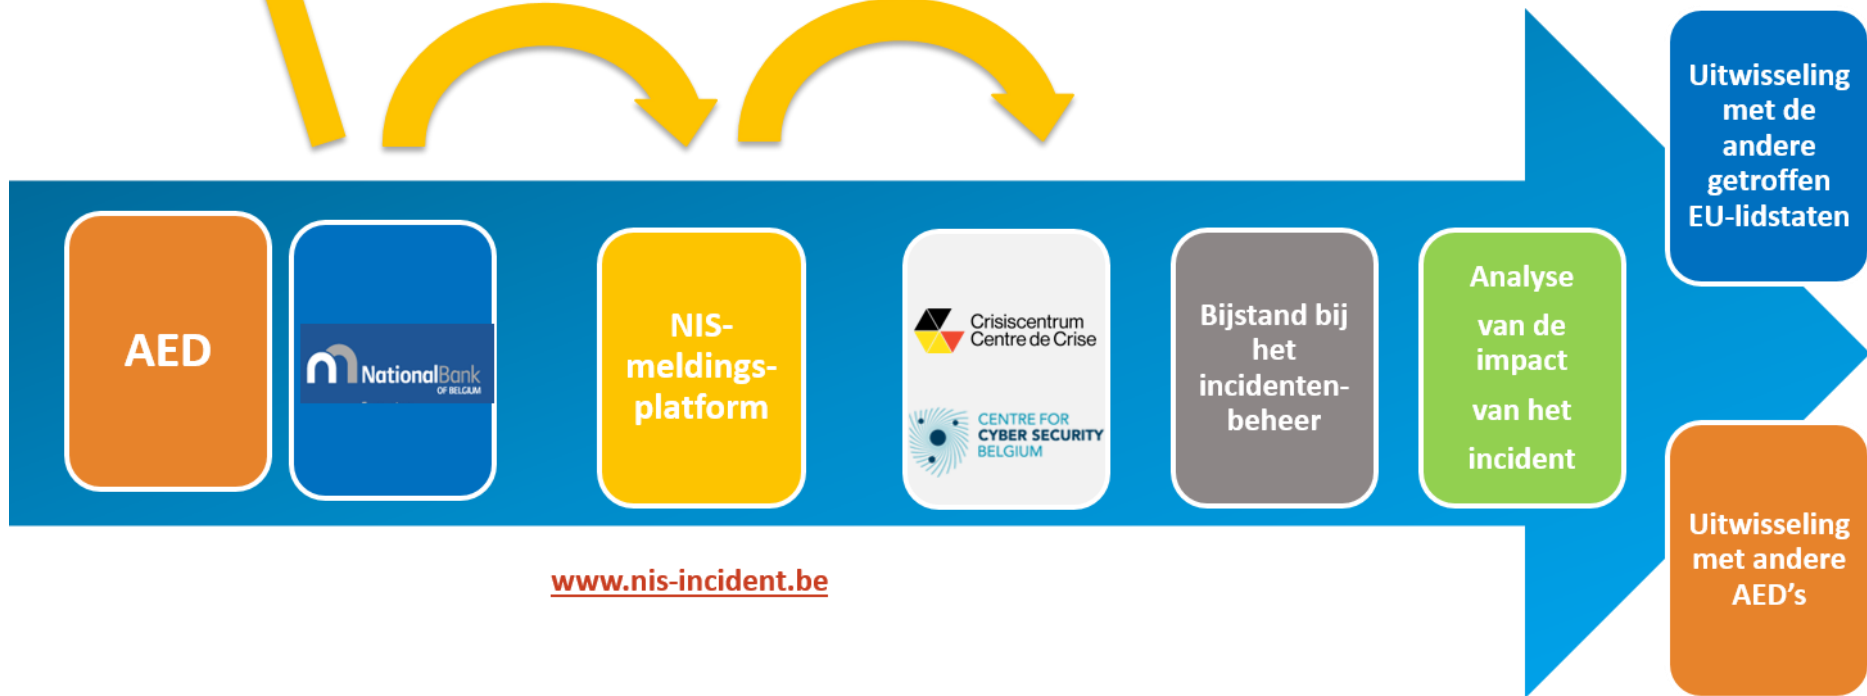 AED
NationalBank
OF BELGIUM
NIS-
meldings-
platform
Crisiscentrum
Centre de Crise
CENTRE FOR
CYBER SECURITY
BELGIUM
Bijstand bij
het
incidenten-
beheer
Analyse
van de
impact
van het
incident
Uitwisseling
met de
andere
getroffen
EU-lidstaten
Uitwisseling
met andere
AED’s
www.nis-incident.be